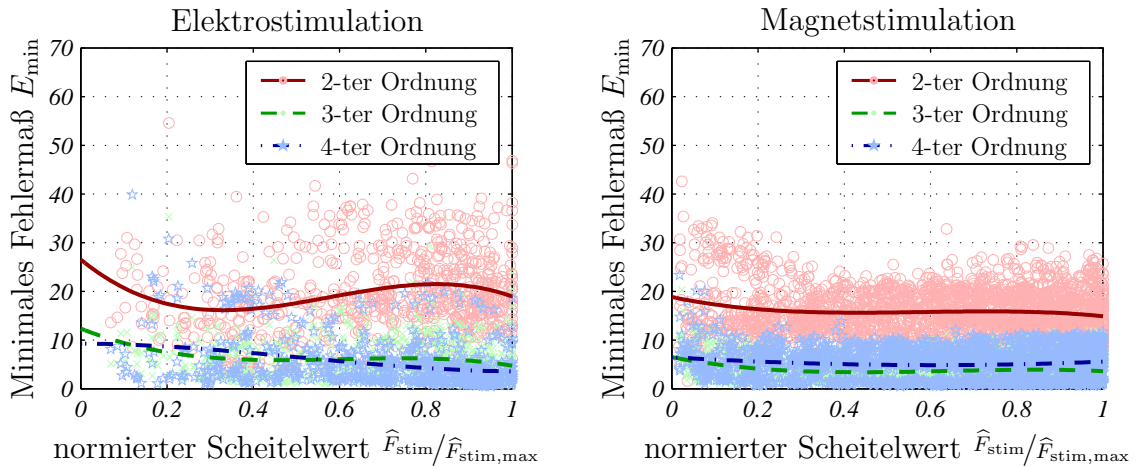 Elektrostimulation
Minimales Fehlermaß E_min
70
60
50
40
30
20
10
0
2-ter Ordnung
3-ter Ordnung
4-ter Ordnung
0 0.2 0.4 0.6 0.8 1
normierter Scheitelwert F̂_stim/F̂_stim,max
Magnetstimulation
Minimales Fehlermaß E_min
70
60
50
40
30
20
10
0
2-ter Ordnung
3-ter Ordnung
4-ter Ordnung
0 0.2 0.4 0.6 0.8 1
normierter Scheitelwert F̂_stim/F̂_stim,max